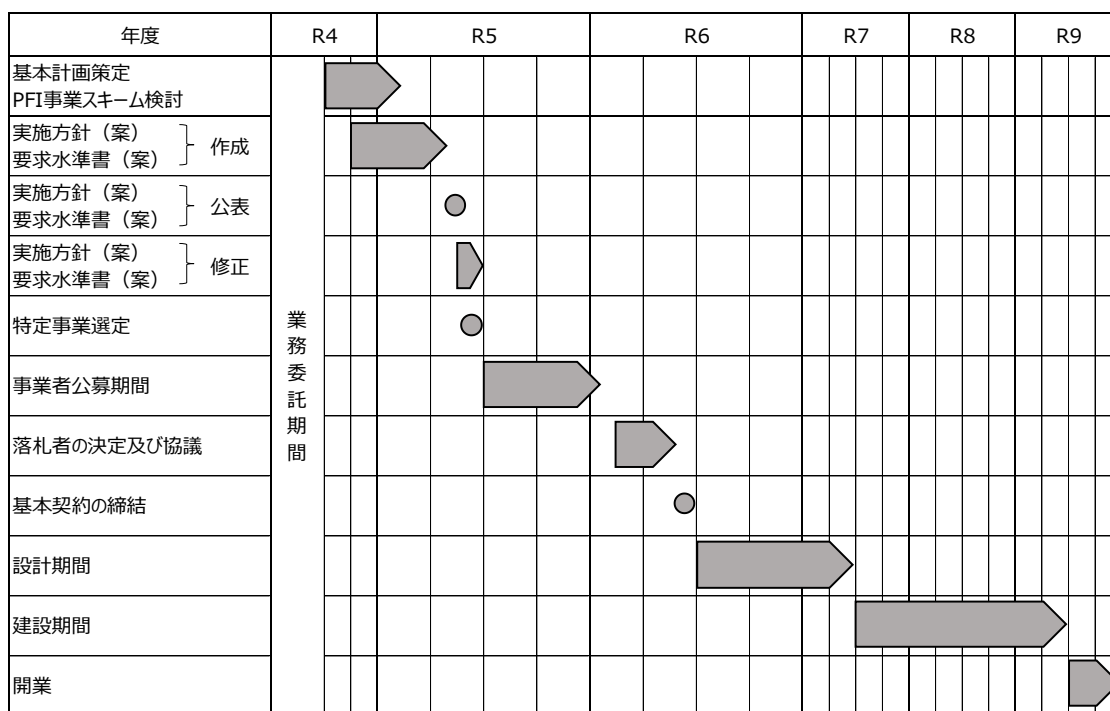 年度 R4 R5 R6 R7 R8 R9
基本計画策定
PFI事業スキーム検討
実施方針（案）
要求水準書（案）
作成
実施方針（案）
要求水準書（案）
公表
実施方針（案）
要求水準書（案）
修正
特定事業選定
事業者公募期間
落札者の決定及び協議
基本契約の締結
設計期間
建設期間
開業
業務委託期間